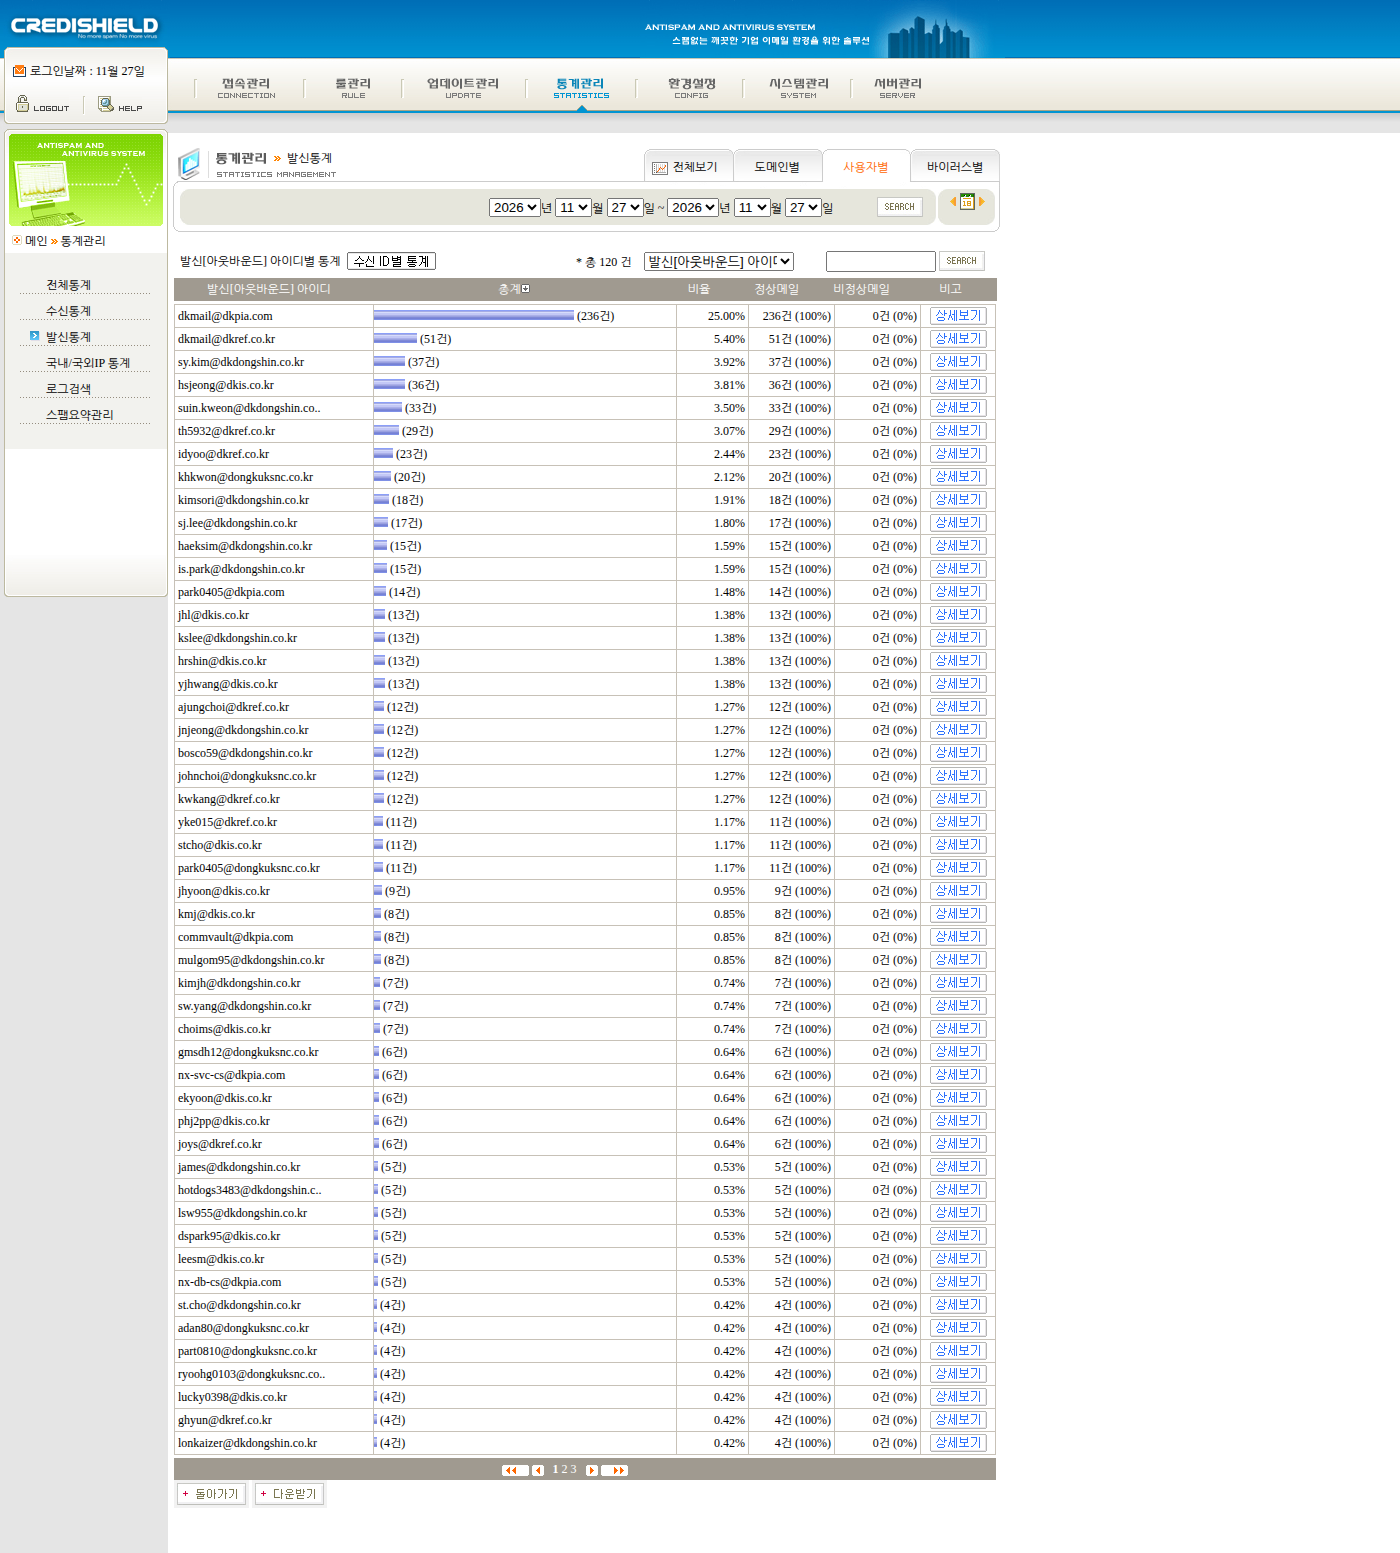 CREDISHIELD
No more spam No more virus
ANTISPAM AND ANTIVIRUS SYSTEM
스팸없는 깨끗한 기업 이메일 환경을 위한 솔루션
로그인날짜 : 11월 27일
LOGOUT HELP
접속관리 룰관리 업데이트관리 통계관리 환경설정 시스템관리 서버관리
CONNECTION RULE UPDATE STATISTICS CONFIG SYSTEM SERVER
ANTISPAM AND
ANTIVIRUS SYSTEM
메인 » 통계관리
전체통계
수신통계
발신통계
국내/국외IP 통계
로그검색
스팸요약관리
통계관리 » 발신통계
STATISTICS MANAGEMENT
전체보기 도메인별 사용자별 바이러스별
2026 년 11 월 27 일 ~ 2026 년 11 월 27 일 SEARCH 18
발신[아웃바운드] 아이디별 통계 수신 ID별 통계 * 총 120 건 발신[아웃바운드] 아이디 SEARCH
발신[아웃바운드] 아이디 총계 비율 정상메일 비정상메일 비고
dkmail@dkpia.com (236건) 25.00% 236건 (100%) 0건 (0%) 상세보기
dkmail@dkref.co.kr (51건) 5.40% 51건 (100%) 0건 (0%) 상세보기
sy.kim@dkdongshin.co.kr (37건) 3.92% 37건 (100%) 0건 (0%) 상세보기
hsjeong@dkis.co.kr (36건) 3.81% 36건 (100%) 0건 (0%) 상세보기
suin.kweon@dkdongshin.co.. (33건) 3.50% 33건 (100%) 0건 (0%) 상세보기
th5932@dkref.co.kr (29건) 3.07% 29건 (100%) 0건 (0%) 상세보기
idyoo@dkref.co.kr (23건) 2.44% 23건 (100%) 0건 (0%) 상세보기
khkwon@dongkuksnc.co.kr (20건) 2.12% 20건 (100%) 0건 (0%) 상세보기
kimsori@dkdongshin.co.kr (18건) 1.91% 18건 (100%) 0건 (0%) 상세보기
sj.lee@dkdongshin.co.kr (17건) 1.80% 17건 (100%) 0건 (0%) 상세보기
haeksim@dkdongshin.co.kr (15건) 1.59% 15건 (100%) 0건 (0%) 상세보기
is.park@dkdongshin.co.kr (15건) 1.59% 15건 (100%) 0건 (0%) 상세보기
park0405@dkpia.com (14건) 1.48% 14건 (100%) 0건 (0%) 상세보기
jhl@dkis.co.kr (13건) 1.38% 13건 (100%) 0건 (0%) 상세보기
kslee@dkdongshin.co.kr (13건) 1.38% 13건 (100%) 0건 (0%) 상세보기
hrshin@dkis.co.kr (13건) 1.38% 13건 (100%) 0건 (0%) 상세보기
yjhwang@dkis.co.kr (13건) 1.38% 13건 (100%) 0건 (0%) 상세보기
ajungchoi@dkref.co.kr (12건) 1.27% 12건 (100%) 0건 (0%) 상세보기
jnjeong@dkdongshin.co.kr (12건) 1.27% 12건 (100%) 0건 (0%) 상세보기
bosco59@dkdongshin.co.kr (12건) 1.27% 12건 (100%) 0건 (0%) 상세보기
johnchoi@dongkuksnc.co.kr (12건) 1.27% 12건 (100%) 0건 (0%) 상세보기
kwkang@dkref.co.kr (12건) 1.27% 12건 (100%) 0건 (0%) 상세보기
yke015@dkref.co.kr (11건) 1.17% 11건 (100%) 0건 (0%) 상세보기
stcho@dkis.co.kr (11건) 1.17% 11건 (100%) 0건 (0%) 상세보기
park0405@dongkuksnc.co.kr (11건) 1.17% 11건 (100%) 0건 (0%) 상세보기
jhyoon@dkis.co.kr (9건) 0.95% 9건 (100%) 0건 (0%) 상세보기
kmj@dkis.co.kr (8건) 0.85% 8건 (100%) 0건 (0%) 상세보기
commvault@dkpia.com (8건) 0.85% 8건 (100%) 0건 (0%) 상세보기
mulgom95@dkdongshin.co.kr (8건) 0.85% 8건 (100%) 0건 (0%) 상세보기
kimjh@dkdongshin.co.kr (7건) 0.74% 7건 (100%) 0건 (0%) 상세보기
sw.yang@dkdongshin.co.kr (7건) 0.74% 7건 (100%) 0건 (0%) 상세보기
choims@dkis.co.kr (7건) 0.74% 7건 (100%) 0건 (0%) 상세보기
gmsdh12@dongkuksnc.co.kr (6건) 0.64% 6건 (100%) 0건 (0%) 상세보기
nx-svc-cs@dkpia.com (6건) 0.64% 6건 (100%) 0건 (0%) 상세보기
ekyoon@dkis.co.kr (6건) 0.64% 6건 (100%) 0건 (0%) 상세보기
phj2pp@dkis.co.kr (6건) 0.64% 6건 (100%) 0건 (0%) 상세보기
joys@dkref.co.kr (6건) 0.64% 6건 (100%) 0건 (0%) 상세보기
james@dkdongshin.co.kr (5건) 0.53% 5건 (100%) 0건 (0%) 상세보기
hotdogs3483@dkdongshin.c.. (5건) 0.53% 5건 (100%) 0건 (0%) 상세보기
lsw955@dkdongshin.co.kr (5건) 0.53% 5건 (100%) 0건 (0%) 상세보기
dspark95@dkis.co.kr (5건) 0.53% 5건 (100%) 0건 (0%) 상세보기
leesm@dkis.co.kr (5건) 0.53% 5건 (100%) 0건 (0%) 상세보기
nx-db-cs@dkpia.com (5건) 0.53% 5건 (100%) 0건 (0%) 상세보기
st.cho@dkdongshin.co.kr (4건) 0.42% 4건 (100%) 0건 (0%) 상세보기
adan80@dongkuksnc.co.kr (4건) 0.42% 4건 (100%) 0건 (0%) 상세보기
part0810@dongkuksnc.co.kr (4건) 0.42% 4건 (100%) 0건 (0%) 상세보기
ryoohg0103@dongkuksnc.co.. (4건) 0.42% 4건 (100%) 0건 (0%) 상세보기
lucky0398@dkis.co.kr (4건) 0.42% 4건 (100%) 0건 (0%) 상세보기
ghyun@dkref.co.kr (4건) 0.42% 4건 (100%) 0건 (0%) 상세보기
lonkaizer@dkdongshin.co.kr (4건) 0.42% 4건 (100%) 0건 (0%) 상세보기
1 2 3
+ 돌아가기 + 다운받기